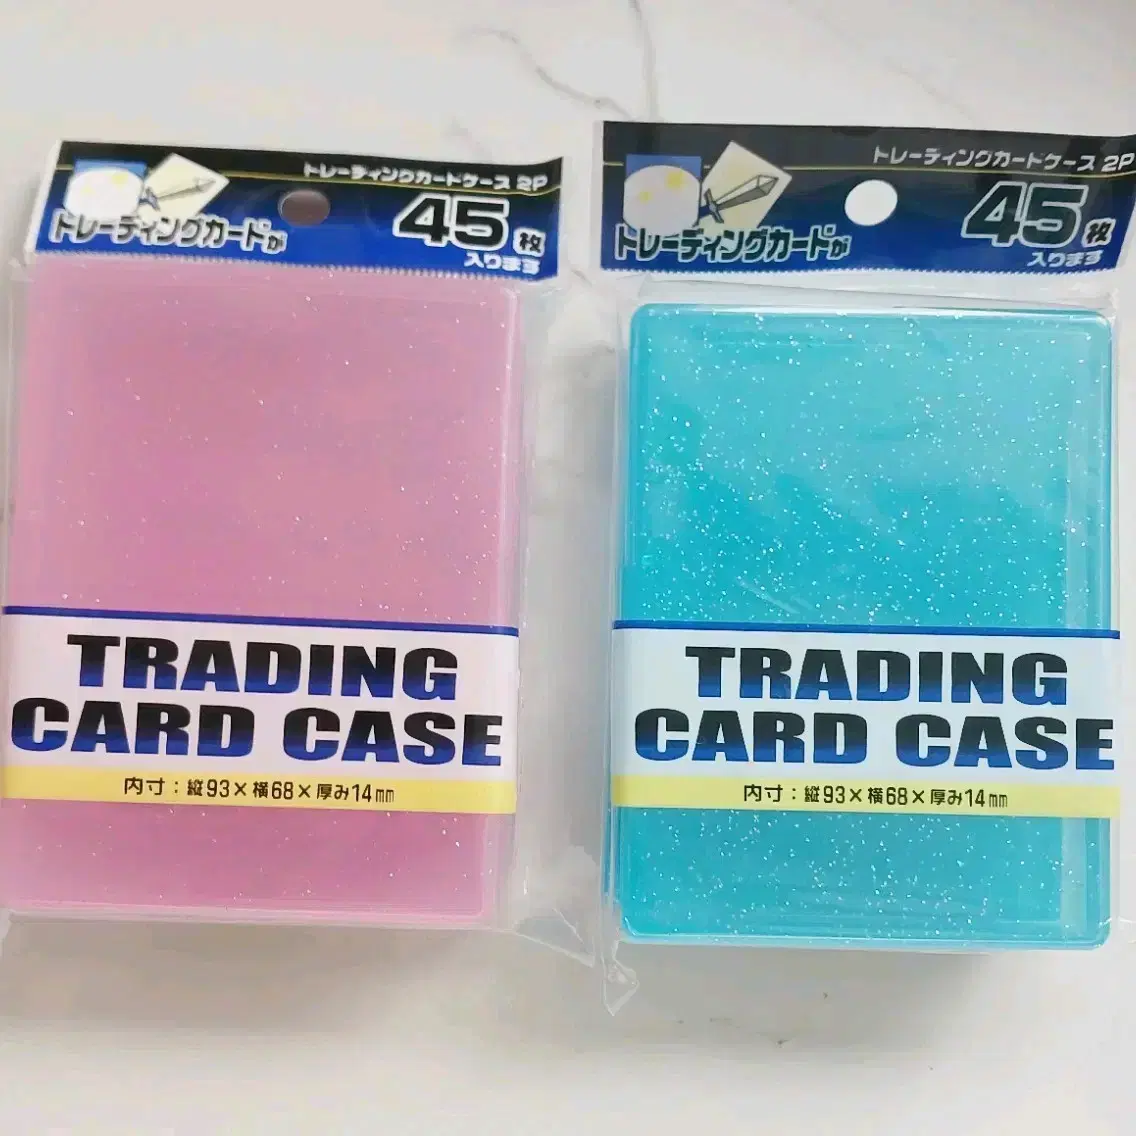 トレーディングカードケース 2P
トレーディングカードが
45枚
入ります
TRADING
CARD CASE
内寸：縦93×横68×厚み14mm
トレーディングカードケース 2P
トレーディングカードが
45枚
入ります
TRADING
CARD CASE
内寸：縦93×横68×厚み14mm